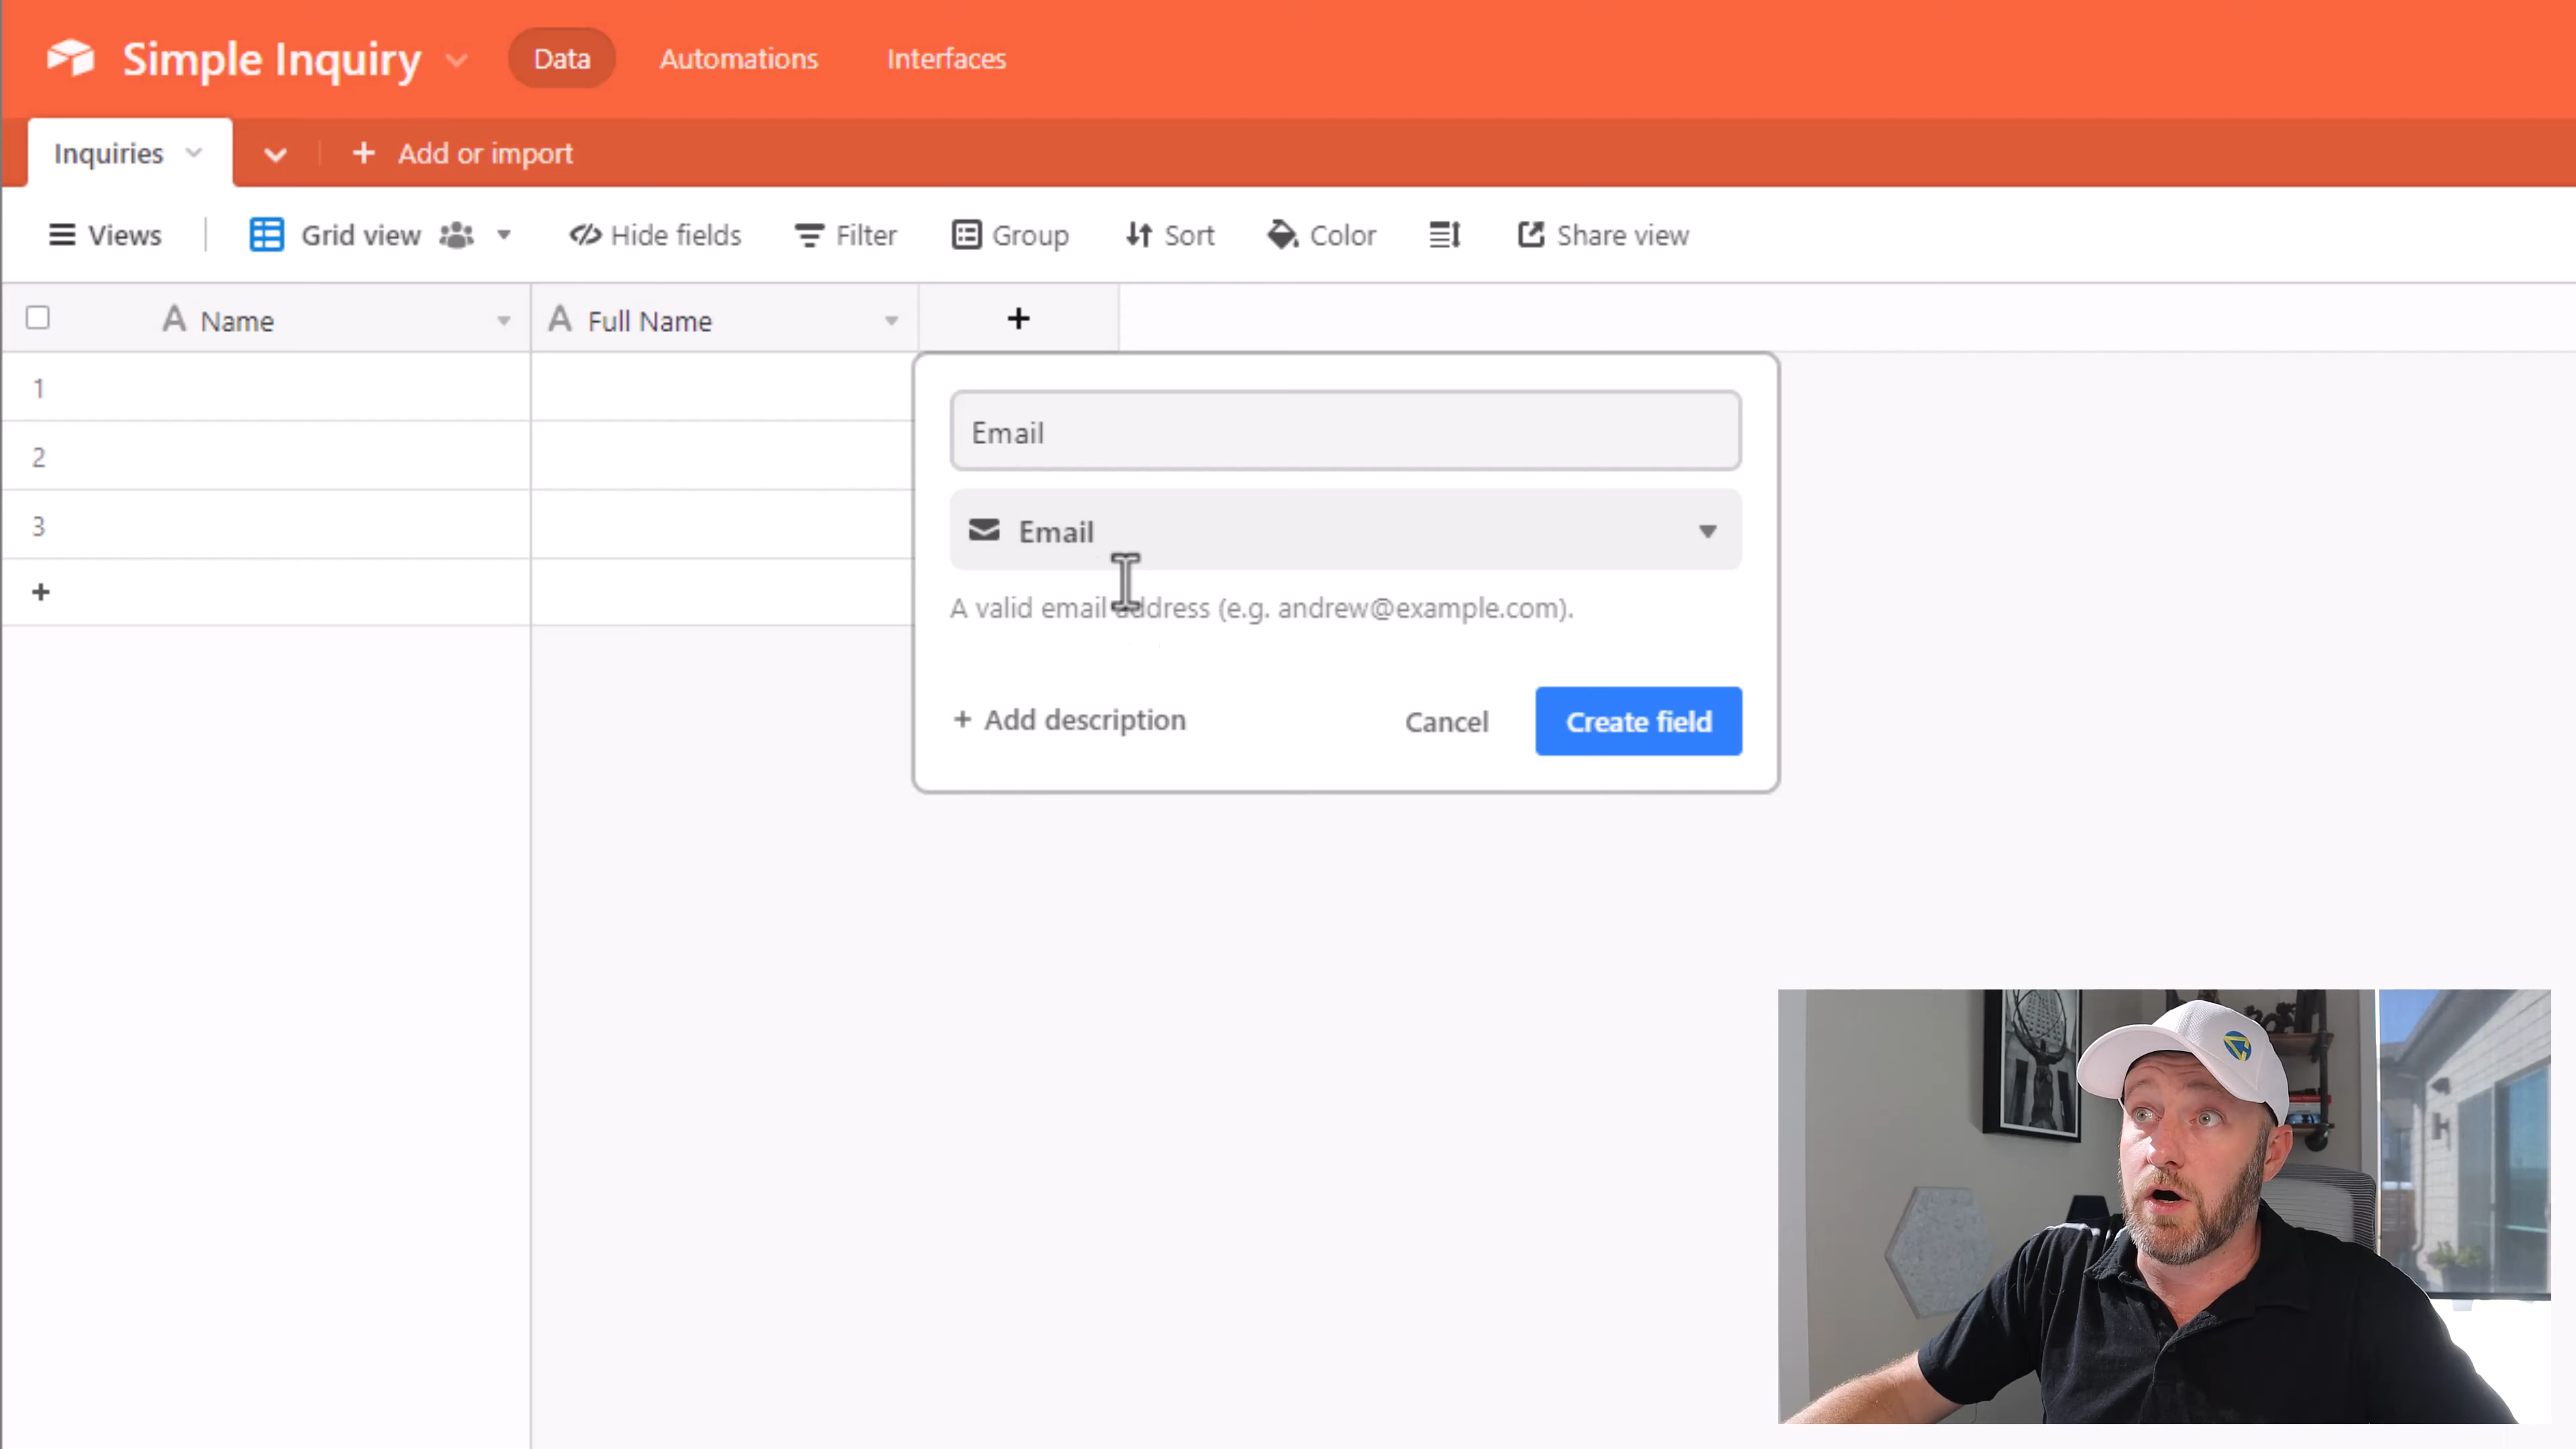 Simple Inquiry Data Automations Interfaces
Inquiries + Add or import
Views Grid view Hide fields Filter Group Sort Color Share view
A Name A Full Name +
1
2
3
+
Email
Email
A valid email address (e.g. andrew@example.com).
+ Add description Cancel Create field